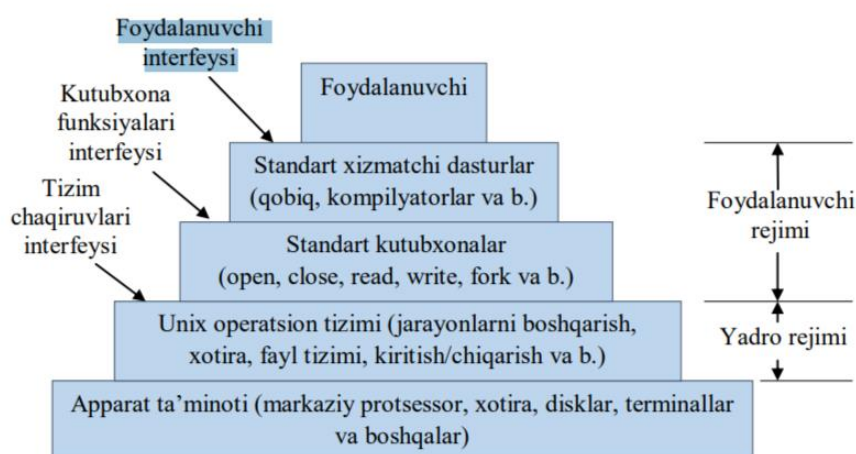 Foydalanuvchi
interfeysi
Kutubxona
funksiyalari
interfeysi
Tizim
chaqiruvlari
interfeysi
Foydalanuvchi
Standart xizmatchi dasturlar
(qobiq, kompilyatorlar va b.)
Standart kutubxonalar
(open, close, read, write, fork va b.)
Unix operatsion tizimi (jarayonlarni boshqarish,
xotira, fayl tizimi, kiritish/chiqarish va b.)
Apparat ta’minoti (markaziy protsessor, xotira, disklar, terminallar
va boshqalar)
Foydalanuvchi
rejimi
Yadro rejimi